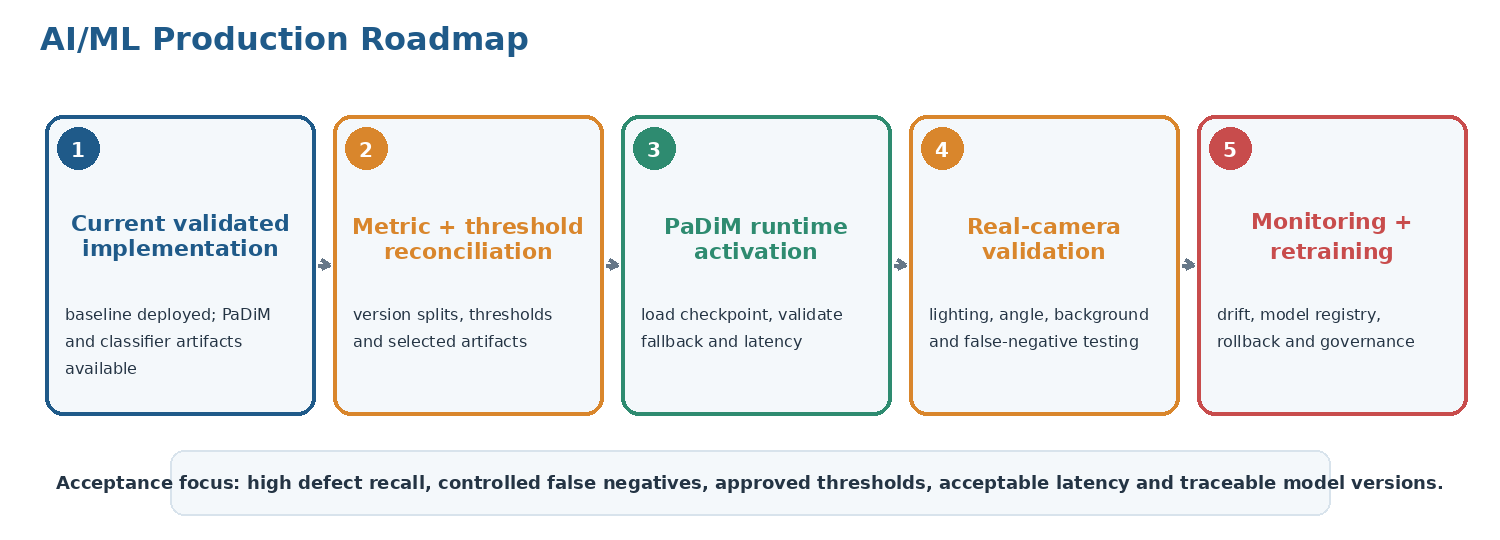 AI/ML Production Roadmap
1
Current validated
implementation
baseline deployed; PaDiM
and classifier artifacts
available
2
Metric + threshold
reconciliation
version splits, thresholds
and selected artifacts
3
PaDiM runtime
activation
load checkpoint, validate
fallback and latency
4
Real-camera
validation
lighting, angle, background
and false-negative testing
5
Monitoring +
retraining
drift, model registry,
rollback and governance
Acceptance focus: high defect recall, controlled false negatives, approved thresholds, acceptable latency and traceable model versions.